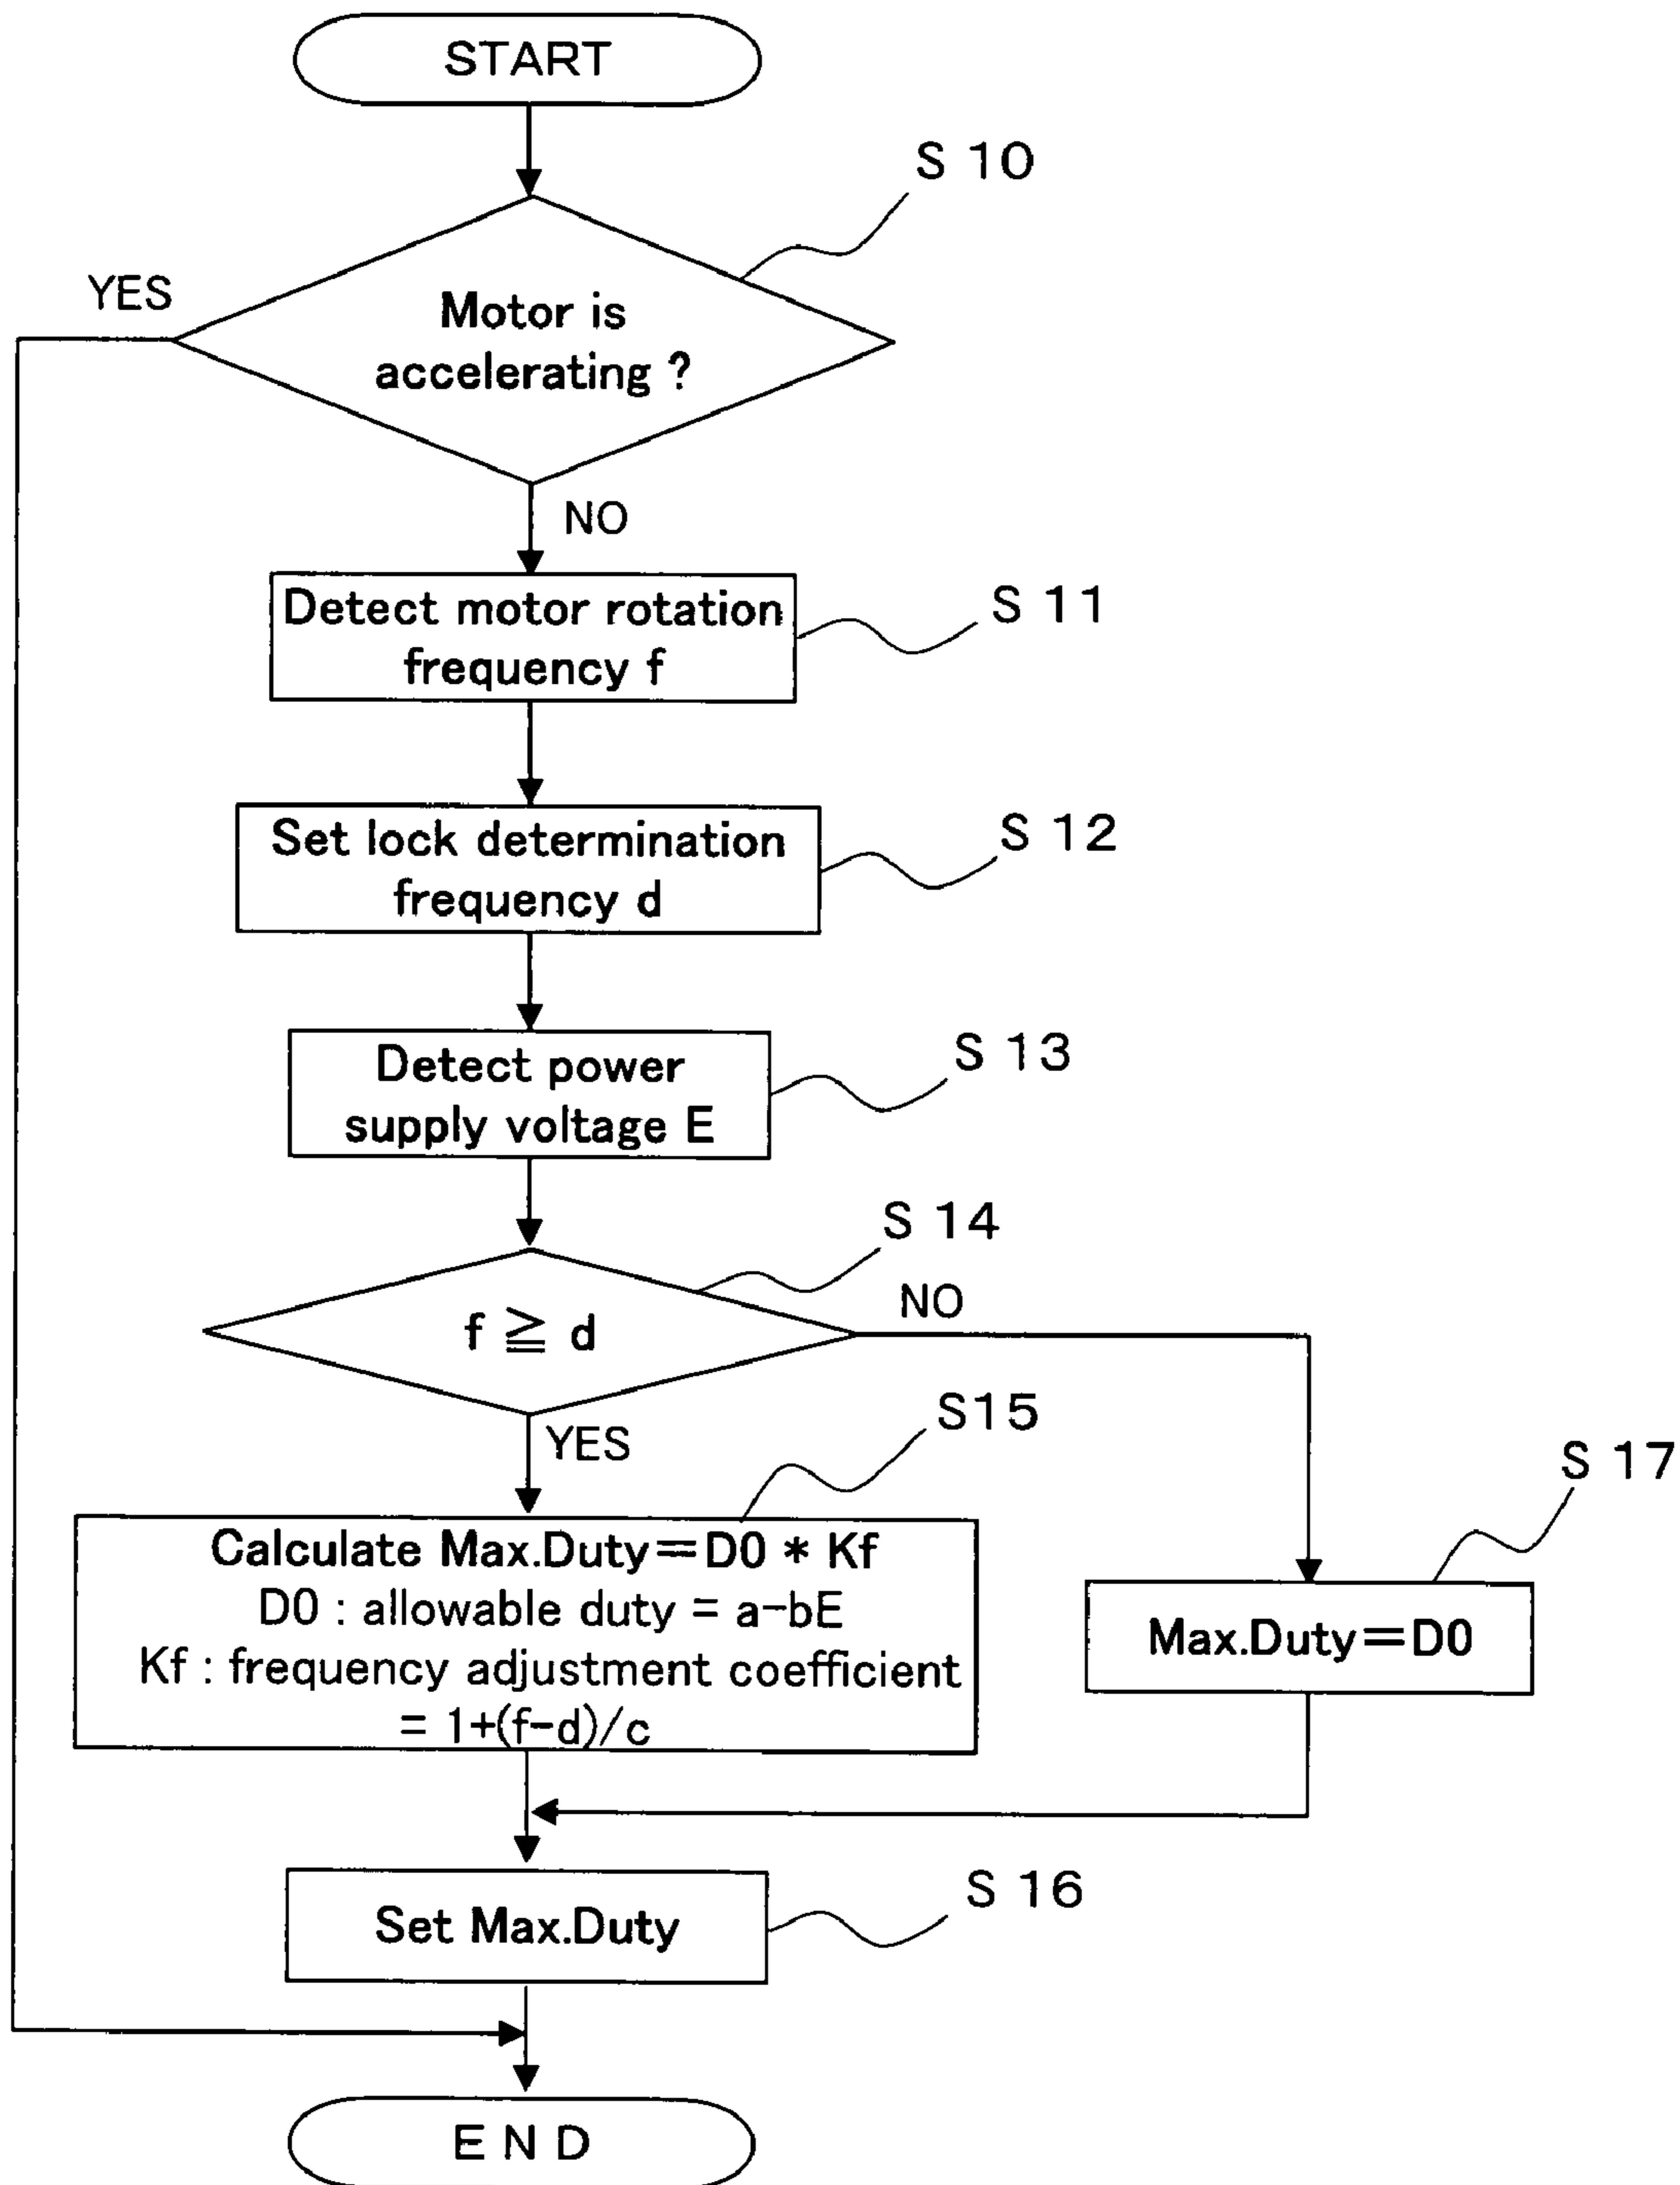 START
S 10
YES
Motor is
accelerating ?
NO
Detect motor rotation
frequency f
S 11
Set lock determination
frequency d
S 12
Detect power
supply voltage E
S 13
S 14
f ≧ d
NO
YES
S15
Calculate Max.Duty=D0 * Kf
D0 : allowable duty = a-bE
Kf : frequency adjustment coefficient
= 1+(f-d)/c
S 17
Max.Duty=D0
Set Max.Duty
S 16
E N D